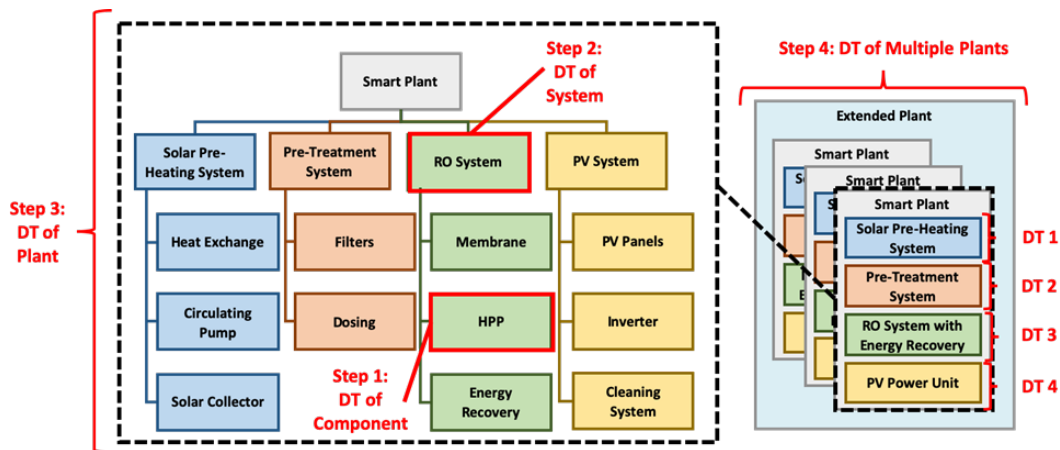 Step 2:
DT of
System
Smart Plant
Solar Pre-
Heating System
Pre-Treatment
System
RO System
PV System
Step 3:
DT of
Plant
Heat Exchange
Filters
Membrane
PV Panels
Circulating
Pump
Dosing
HPP
Inverter
Step 1:
DT of
Component
Solar Collector
Energy
Recovery
Cleaning
System
Step 4: DT of Multiple Plants
Extended Plant
Smart Plant
Smart Plant
Smart Plant
Solar Pre-Heating
System
DT 1
Pre-Treatment
System
DT 2
RO System with
Energy Recovery
DT 3
PV Power Unit
DT 4